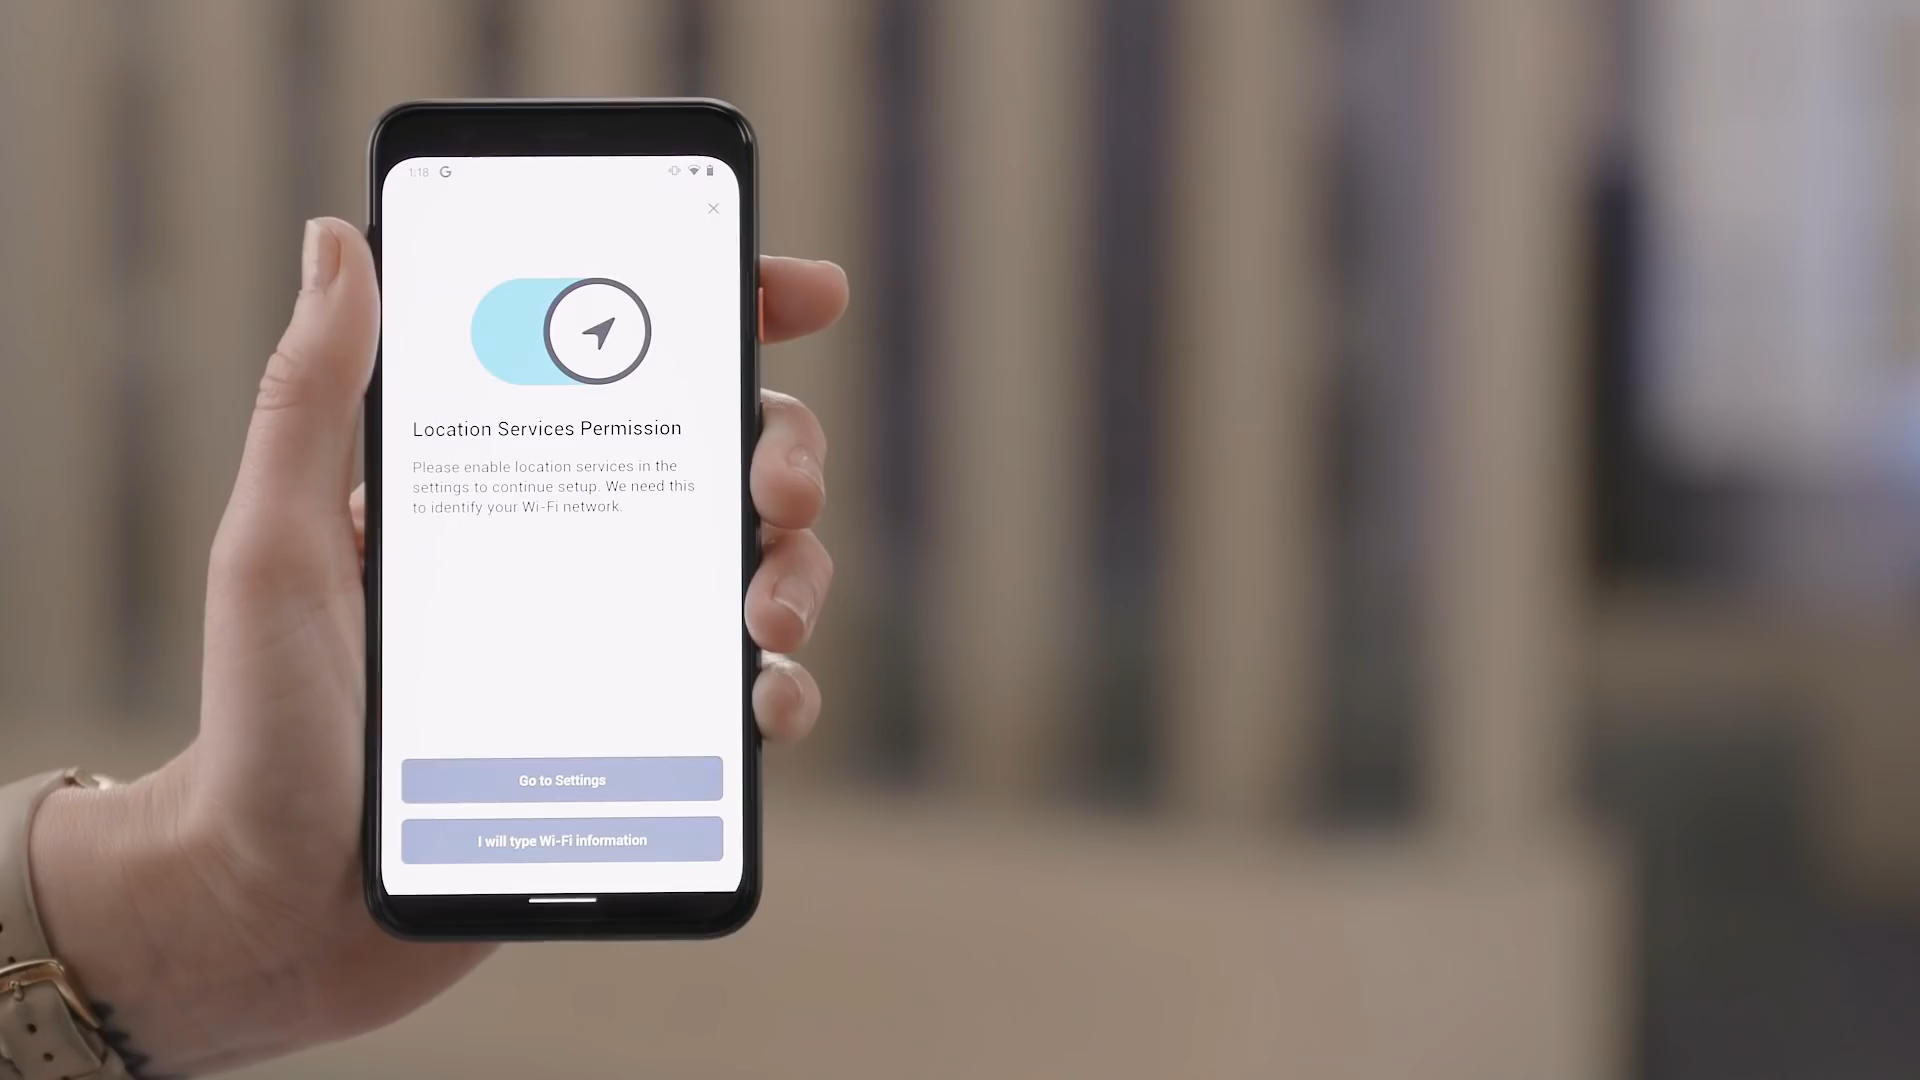 1:18 G
Location Services Permission
Please enable location services in the
settings to continue setup. We need this
to identify your Wi-Fi network.
Go to Settings
I will type Wi-Fi information